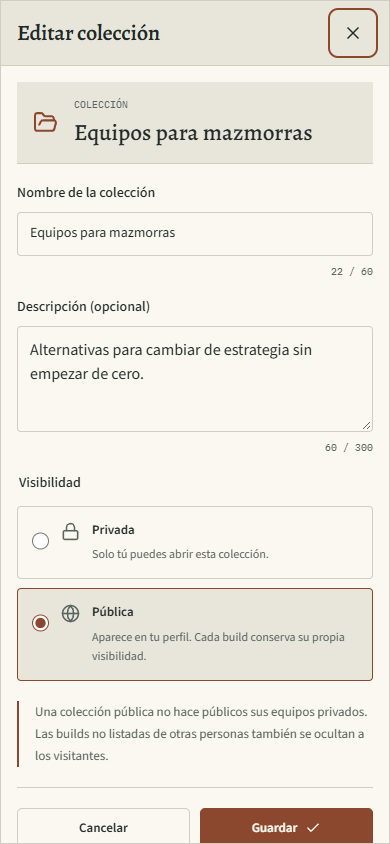 Editar colección
COLECCIÓN
Equipos para mazmorras
Nombre de la colección
Equipos para mazmorras
22 / 60
Descripción (opcional)
Alternativas para cambiar de estrategia sin
empezar de cero.
60 / 300
Visibilidad
Privada
Solo tú puedes abrir esta colección.
Pública
Aparece en tu perfil. Cada build conserva su propia
visibilidad.
Una colección pública no hace públicos sus equipos privados.
Las builds no listadas de otras personas también se ocultan a
los visitantes.
Cancelar
Guardar